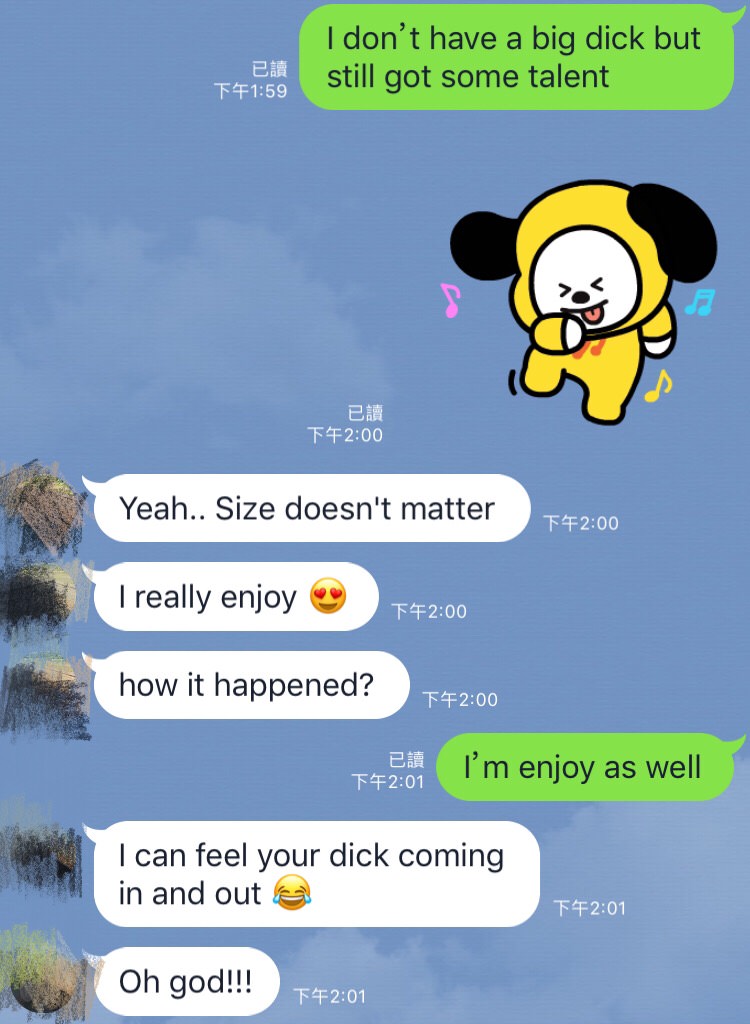 I don't have a big dick but
still got some talent
已讀
下午1:59
已讀
下午2:00
Yeah.. Size doesn't matter
下午2:00
I really enjoy 😍
下午2:00
how it happened?
下午2:00
已讀
下午2:01
I'm enjoy as well
I can feel your dick coming
in and out 😂
下午2:01
Oh god!!!
下午2:01